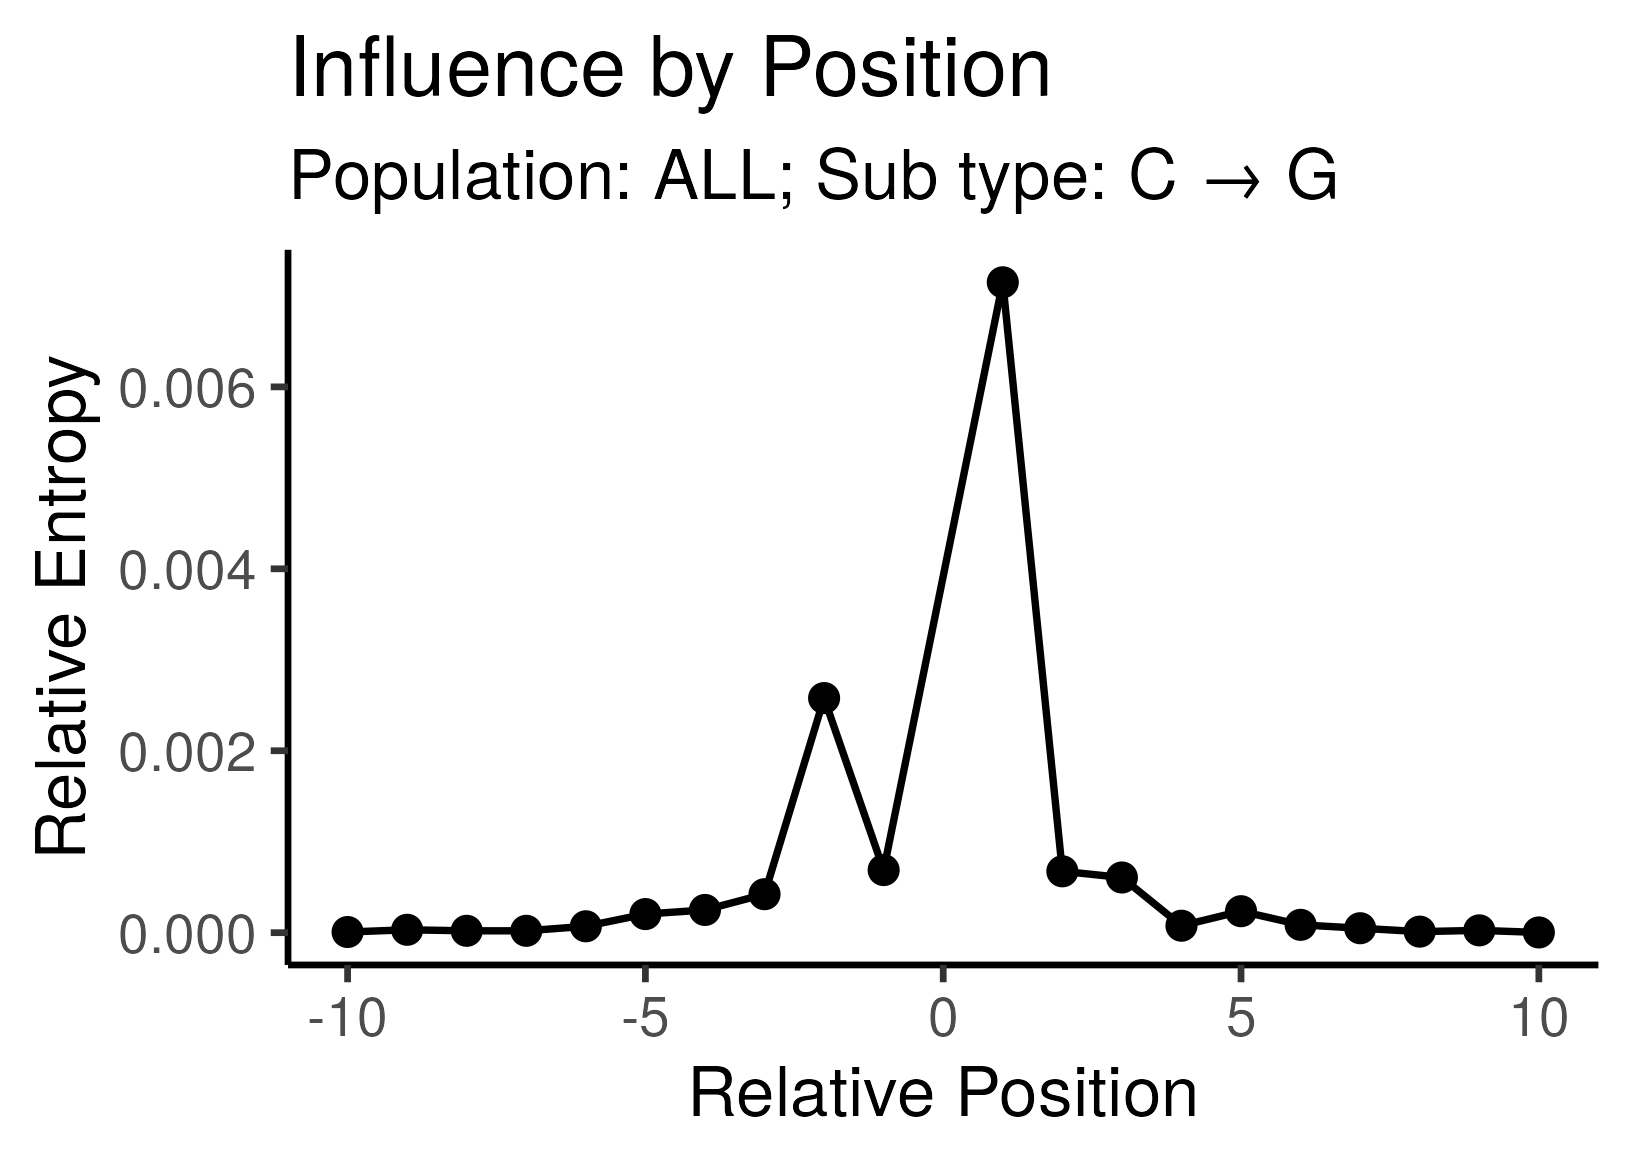 Influence by Position
Population: ALL; Sub type: C → G
Relative Entropy
0.006
0.004
0.002
0.000
-10 -5 0 5 10
Relative Position